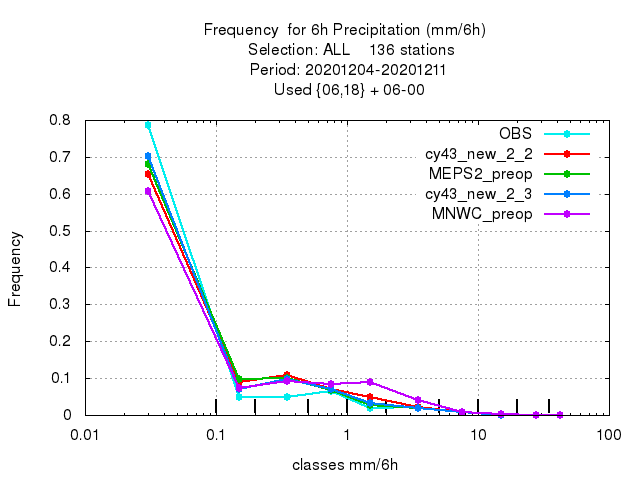 Frequency  for 6h Precipitation (mm/6h)
Selection: ALL    136 stations
Period: 20201204-20201211
Used {06,18} + 06-00
OBS
cy43_new_2_2
MEPS2_preop
cy43_new_2_3
MNWC_preop
Frequency
0.8
0.7
0.6
0.5
0.4
0.3
0.2
0.1
0
0.01
0.1
1
10
100
classes mm/6h